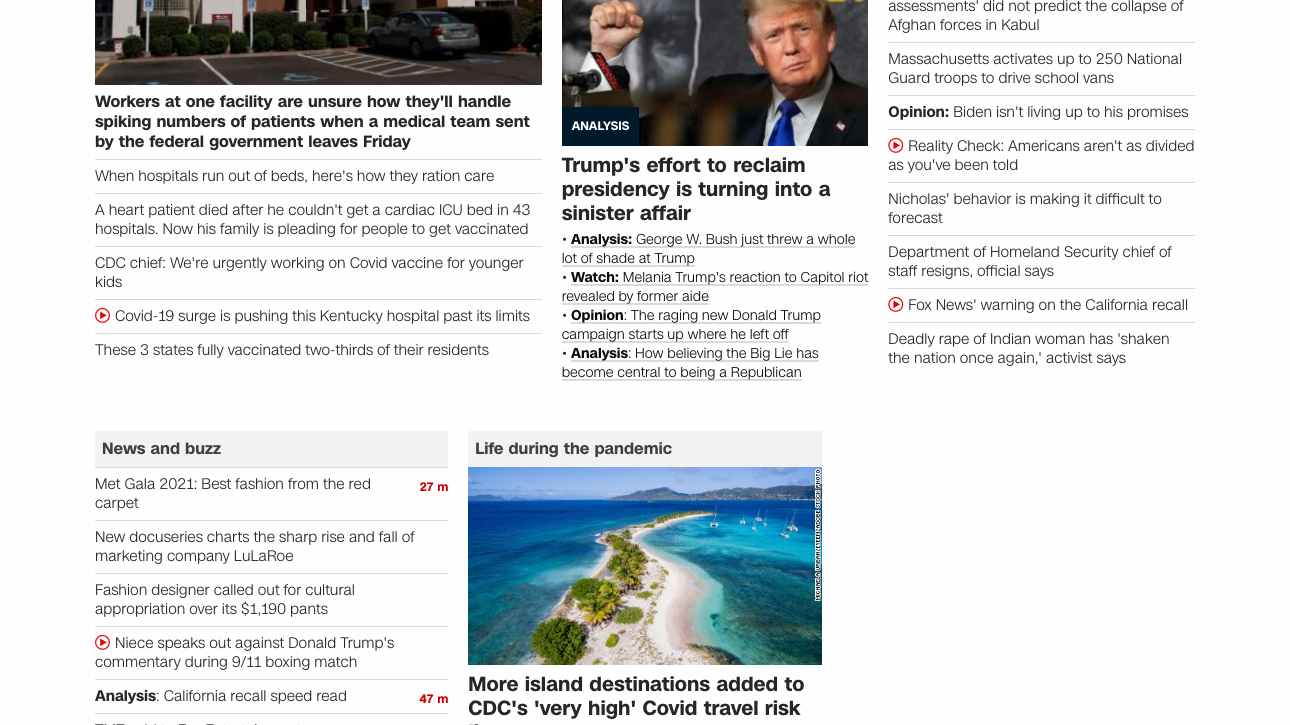 Workers at one facility are unsure how they'll handle
spiking numbers of patients when a medical team sent
by the federal government leaves Friday
When hospitals run out of beds, here's how they ration care
A heart patient died after he couldn't get a cardiac ICU bed in 43
hospitals. Now his family is pleading for people to get vaccinated
CDC chief: We're urgently working on Covid vaccine for younger
kids
Covid-19 surge is pushing this Kentucky hospital past its limits
These 3 states fully vaccinated two-thirds of their residents
ANALYSIS
Trump's effort to reclaim
presidency is turning into a
sinister affair
• Analysis: George W. Bush just threw a whole
lot of shade at Trump
• Watch: Melania Trump's reaction to Capitol riot
revealed by former aide
• Opinion: The raging new Donald Trump
campaign starts up where he left off
• Analysis: How believing the Big Lie has
become central to being a Republican
assessments' did not predict the collapse of
Afghan forces in Kabul
Massachusetts activates up to 250 National
Guard troops to drive school vans
Opinion: Biden isn't living up to his promises
Reality Check: Americans aren't as divided
as you've been told
Nicholas' behavior is making it difficult to
forecast
Department of Homeland Security chief of
staff resigns, official says
Fox News' warning on the California recall
Deadly rape of Indian woman has 'shaken
the nation once again,' activist says
News and buzz
Met Gala 2021: Best fashion from the red
carpet
27 m
New docuseries charts the sharp rise and fall of
marketing company LuLaRoe
Fashion designer called out for cultural
appropriation over its $1,190 pants
Niece speaks out against Donald Trump's
commentary during 9/11 boxing match
Analysis: California recall speed read
47 m
Life during the pandemic
More island destinations added to
CDC's 'very high' Covid travel risk